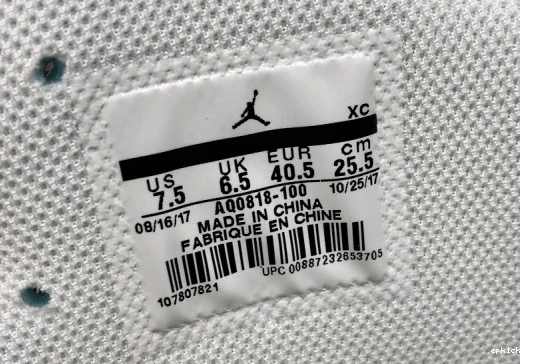 XC
US UK EUR cm
7.5 6.5 40.5 25.5
08/16/17 AQ0818-100 10/25/17
MADE IN CHINA
FABRIQUE EN CHINE
107807821 UPC 00887232653705
epkick